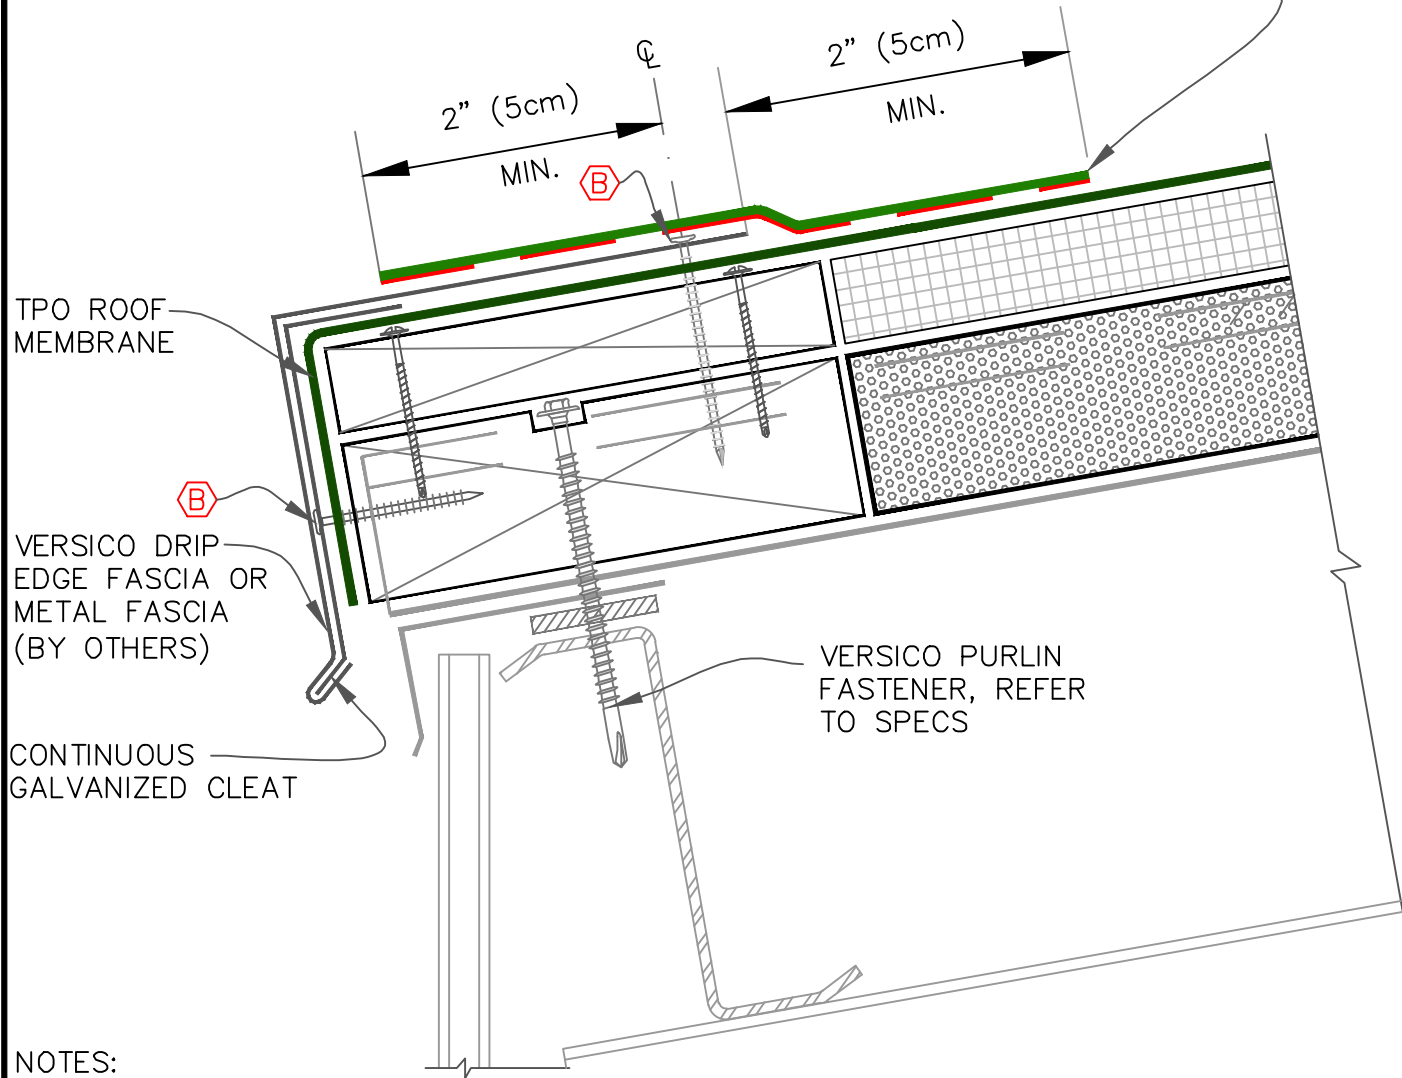 ℄
2” (5cm)
MIN.
2” (5cm)
MIN.
B
TPO ROOF
MEMBRANE
B
VERSICO DRIP
EDGE FASCIA OR
METAL FASCIA
(BY OTHERS)
VERSICO PURLIN
FASTENER, REFER
TO SPECS
CONTINUOUS
GALVANIZED CLEAT
NOTES: